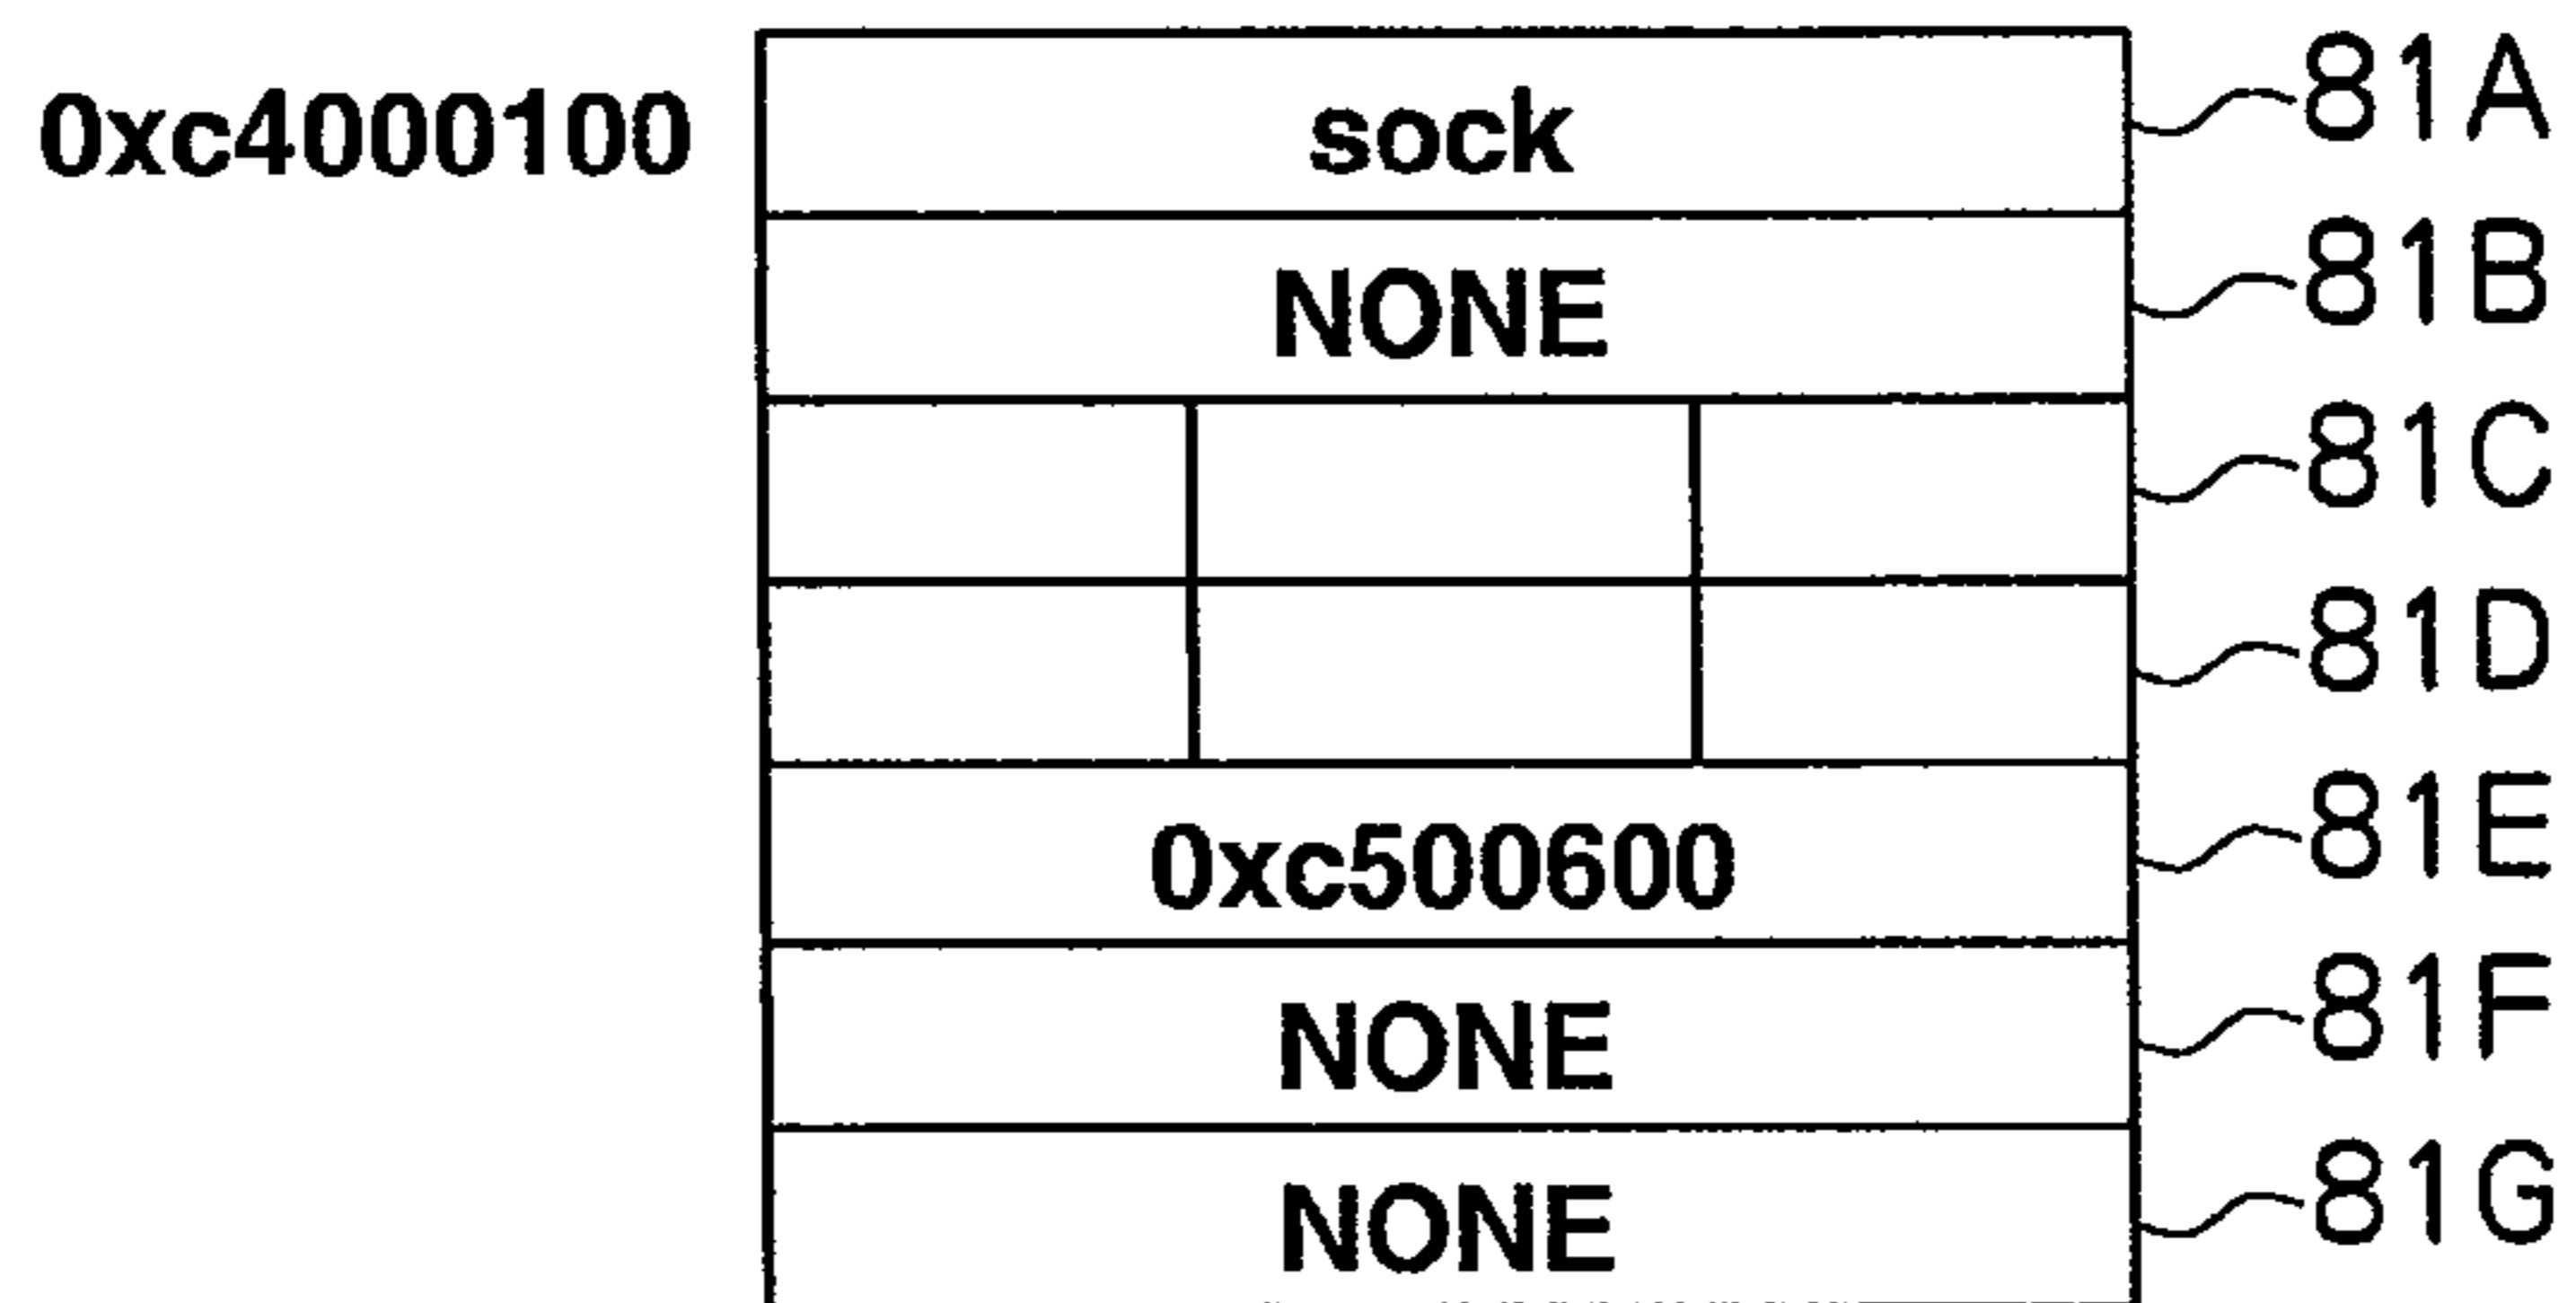 0xc4000100 sock 81A
NONE 81B
81C
81D
0xc500600 81E
NONE 81F
NONE 81G